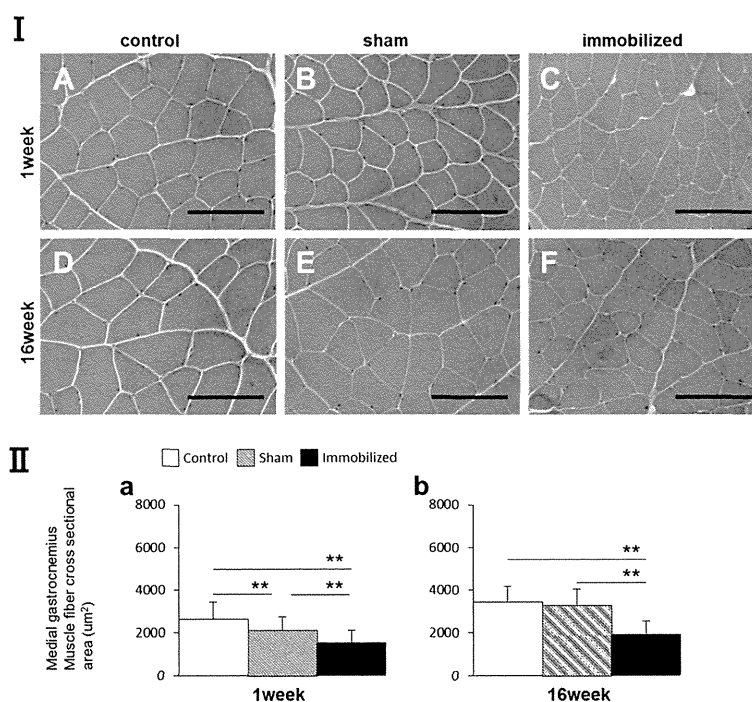 I
control sham immobilized
1week
A B C
16week
D E F
II
Control Sham Immobilized
Medial gastrocnemius
Muscle fiber cross sectional
area (um²)
a
8000
6000
4000
2000
0
**
** **
1week
b
8000
6000
4000
2000
0
**
**
16week